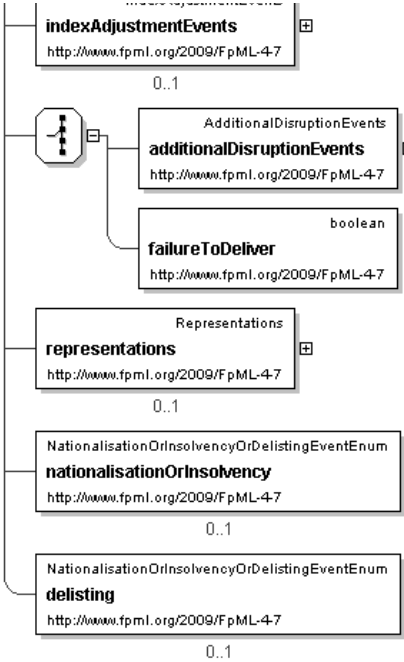 indexAdjustmentEvents
http://www.fpml.org/2009/FpML-4-7
0..1
AdditionalDisruptionEvents
additionalDisruptionEvents
http://www.fpml.org/2009/FpML-4-7
boolean
failureToDeliver
http://www.fpml.org/2009/FpML-4-7
Representations
representations
http://www.fpml.org/2009/FpML-4-7
0..1
NationalisationOrInsolvencyOrDelistingEventEnum
nationalisationOrInsolvency
http://www.fpml.org/2009/FpML-4-7
0..1
NationalisationOrInsolvencyOrDelistingEventEnum
delisting
http://www.fpml.org/2009/FpML-4-7
0..1